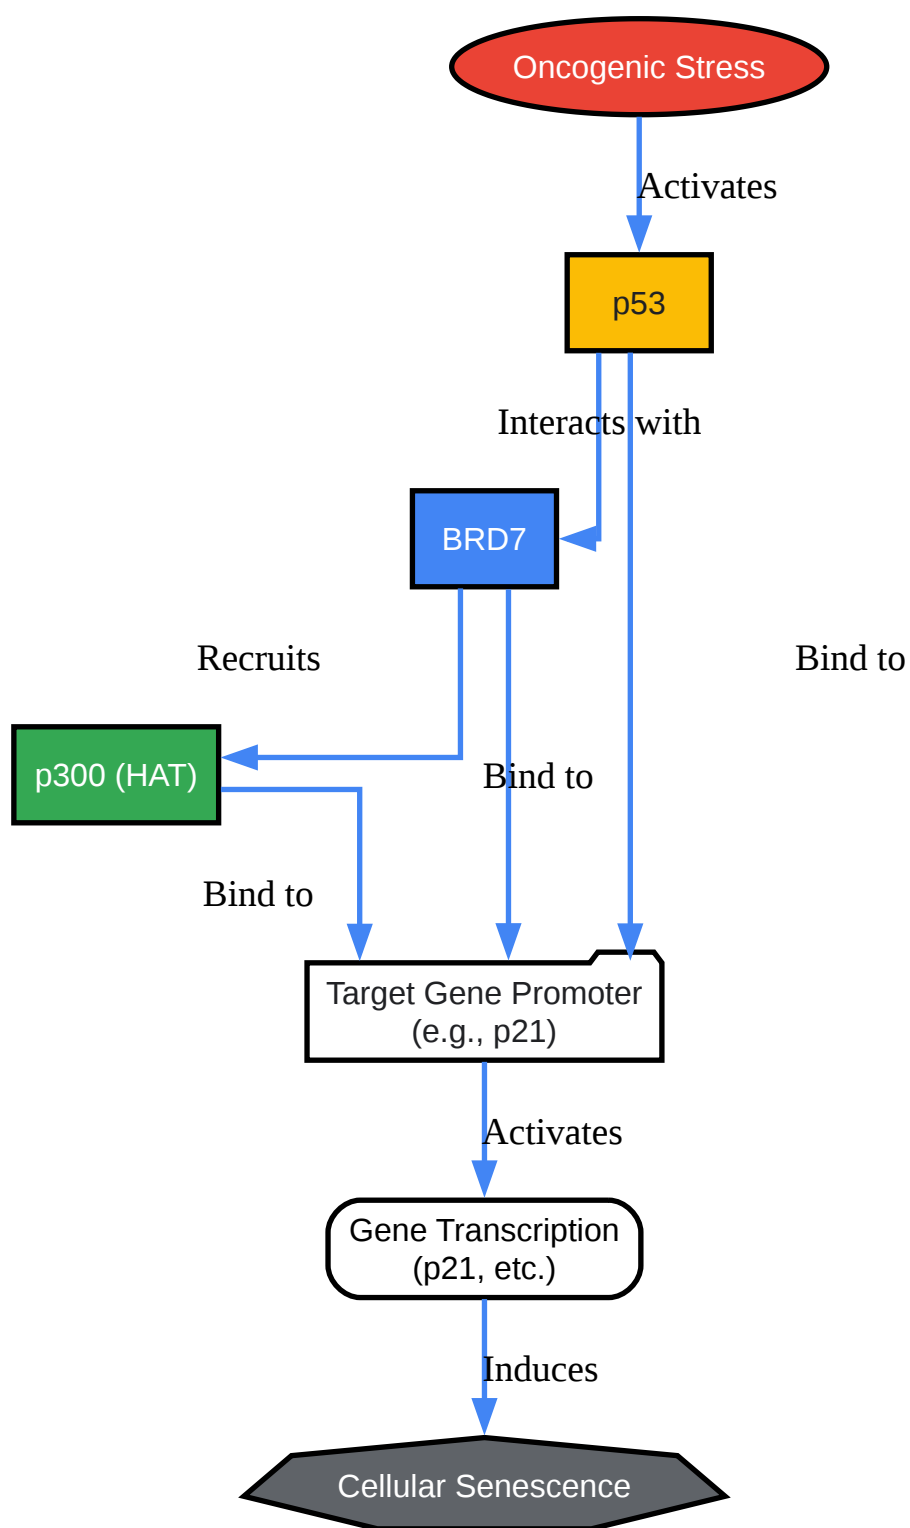 Oncogenic Stress
Activates
p53
Interacts with
BRD7
Recruits
Bind to
p300 (HAT)
Bind to
Bind to
Target Gene Promoter
(e.g., p21)
Activates
Gene Transcription
(p21, etc.)
Induces
Cellular Senescence